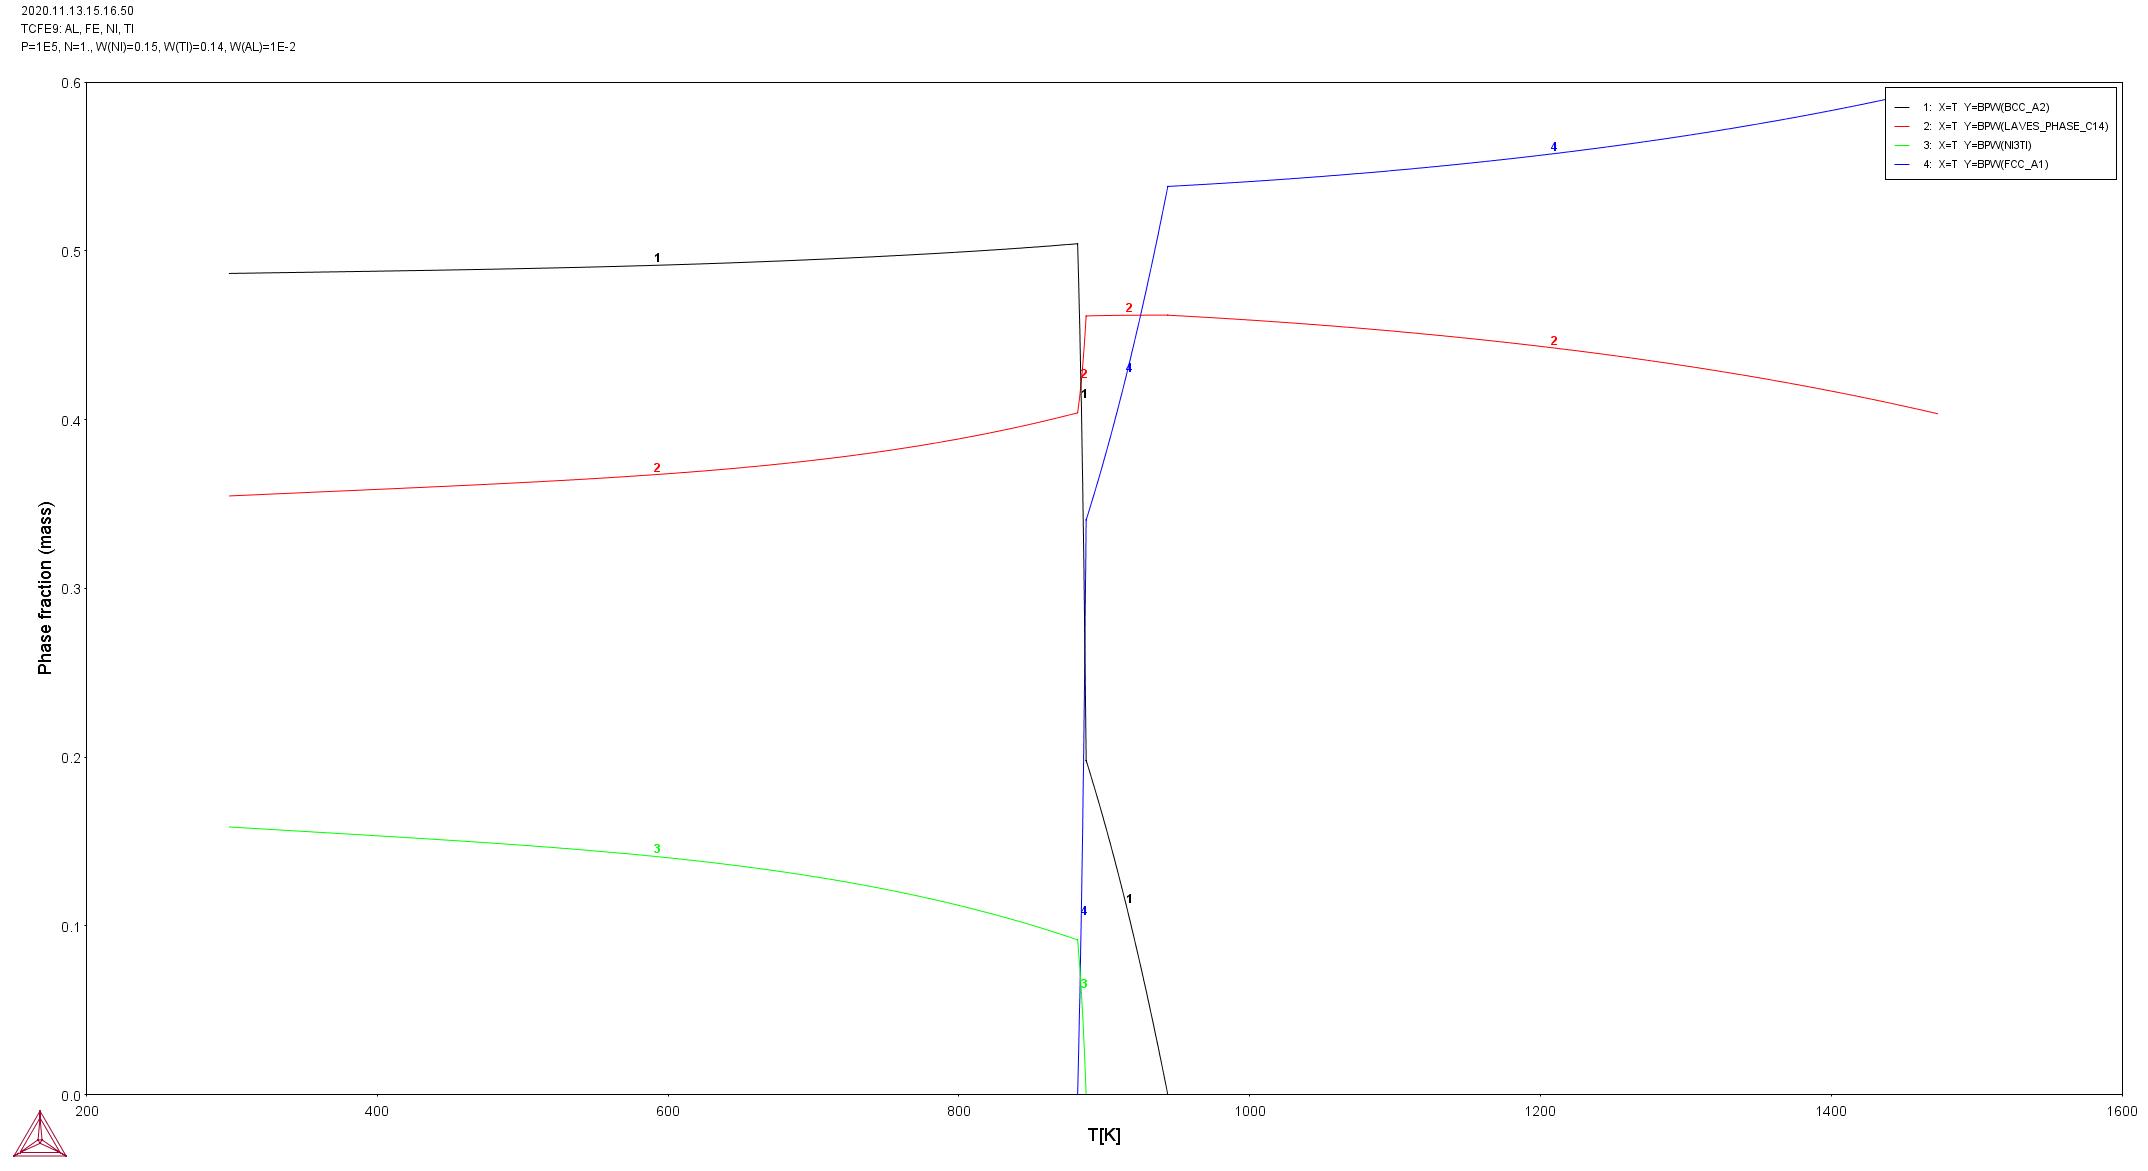 2020.11.13.15.16.50
TCFE9: AL, FE, NI, TI
P=1E5, N=1., W(NI)=0.15, W(TI)=0.14, W(AL)=1E-2
0.6
1: X=T Y=BPW(BCC_A2)
2: X=T Y=BPW(LAVES_PHASE_C14)
3: X=T Y=BPW(NI3TI)
4: X=T Y=BPW(FCC_A1)
4
0.5
1
2
2
4
2
1
0.4
2
Phase fraction (mass)
0.3
0.2
3
1
4
0.1
3
0.0
200 400 600 800 1000 1200 1400 1600
T[K]